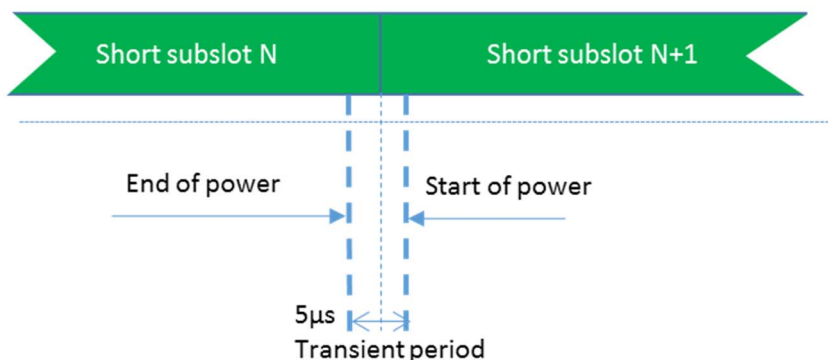 Short subslot N
Short subslot N+1
End of power
Start of power
5µs
Transient period